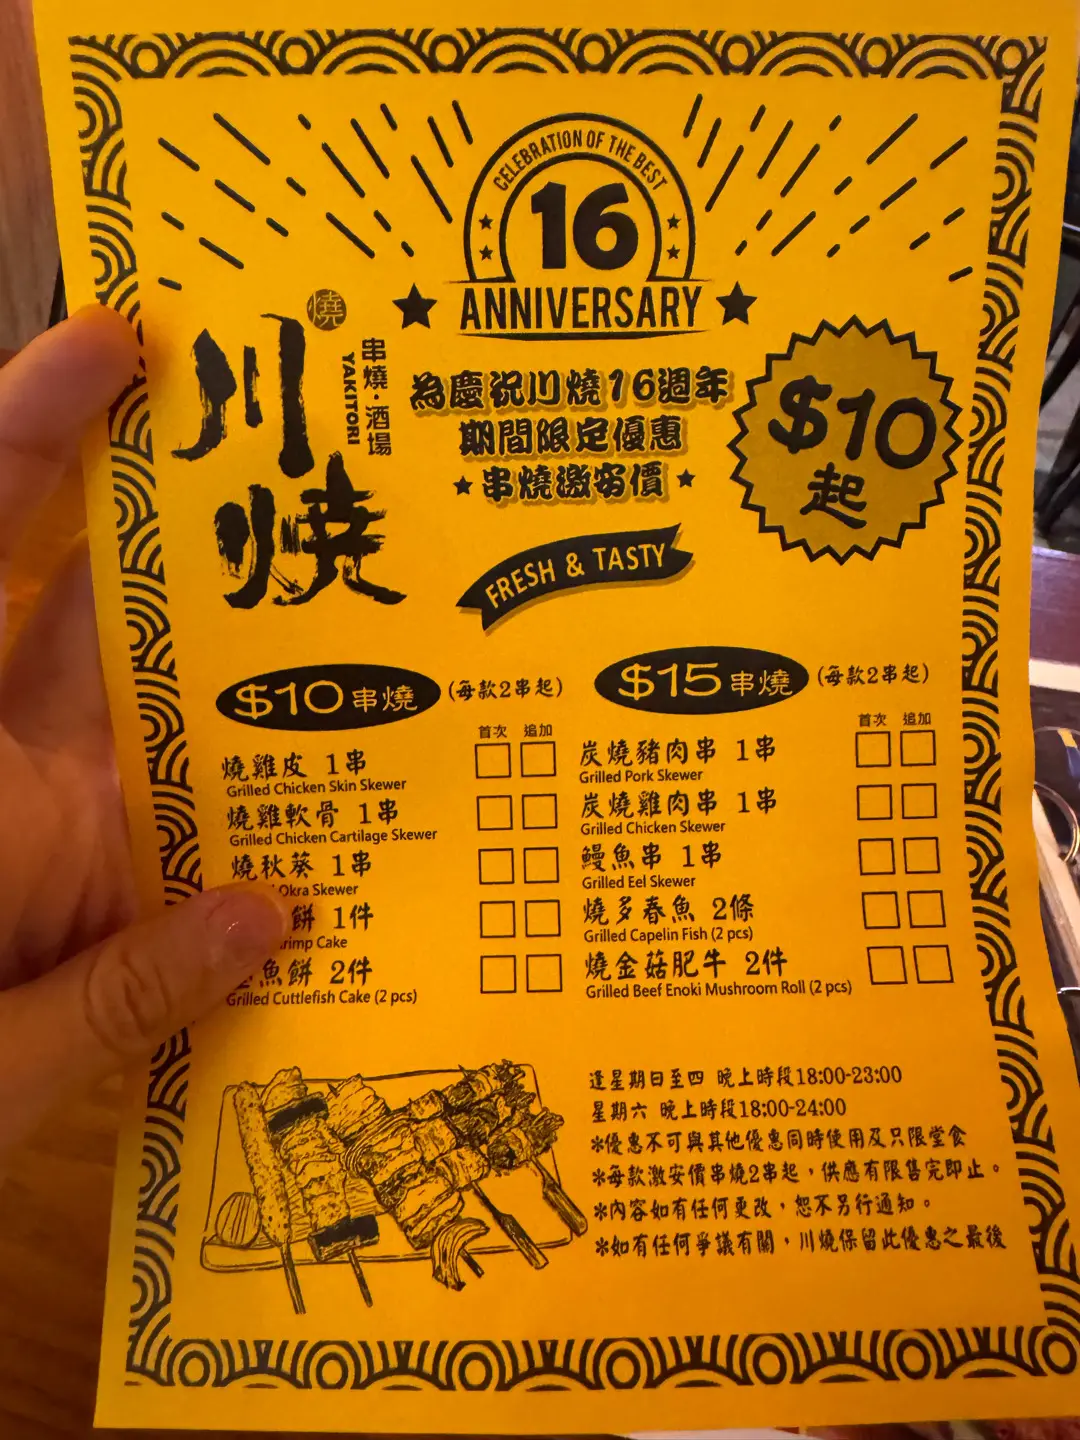 CELEBRATION OF THE BEST
16
ANNIVERSARY
燒
川燒
串燒·酒場
YAKITORI
為慶祝川燒16週年
期間限定優惠
串燒激安價
$10
起
FRESH & TASTY
$10串燒 (每款2串起)
首次 追加
燒雞皮 1串
Grilled Chicken Skin Skewer
燒雞軟骨 1串
Grilled Chicken Cartilage Skewer
燒秋葵 1串
Okra Skewer
餅 1件
Cake
魚餅 2件
Grilled Cuttlefish Cake (2 pcs)
$15串燒 (每款2串起)
首次 追加
炭燒豬肉串 1串
Grilled Pork Skewer
炭燒雞肉串 1串
Grilled Chicken Skewer
鰻魚串 1串
Grilled Eel Skewer
燒多春魚 2條
Grilled Capelin Fish (2 pcs)
燒金菇肥牛 2件
Grilled Beef Enoki Mushroom Roll (2 pcs)
逢星期日至四 晚上時段18:00-23:00
星期六 晚上時段18:00-24:00
*優惠不可與其他優惠同時使用及只限堂食
*每款激安價串燒2串起，供應有限售完即止。
*內容如有任何更改，恕不另行通知。
*如有任何爭議有關，川燒保留此優惠之最後